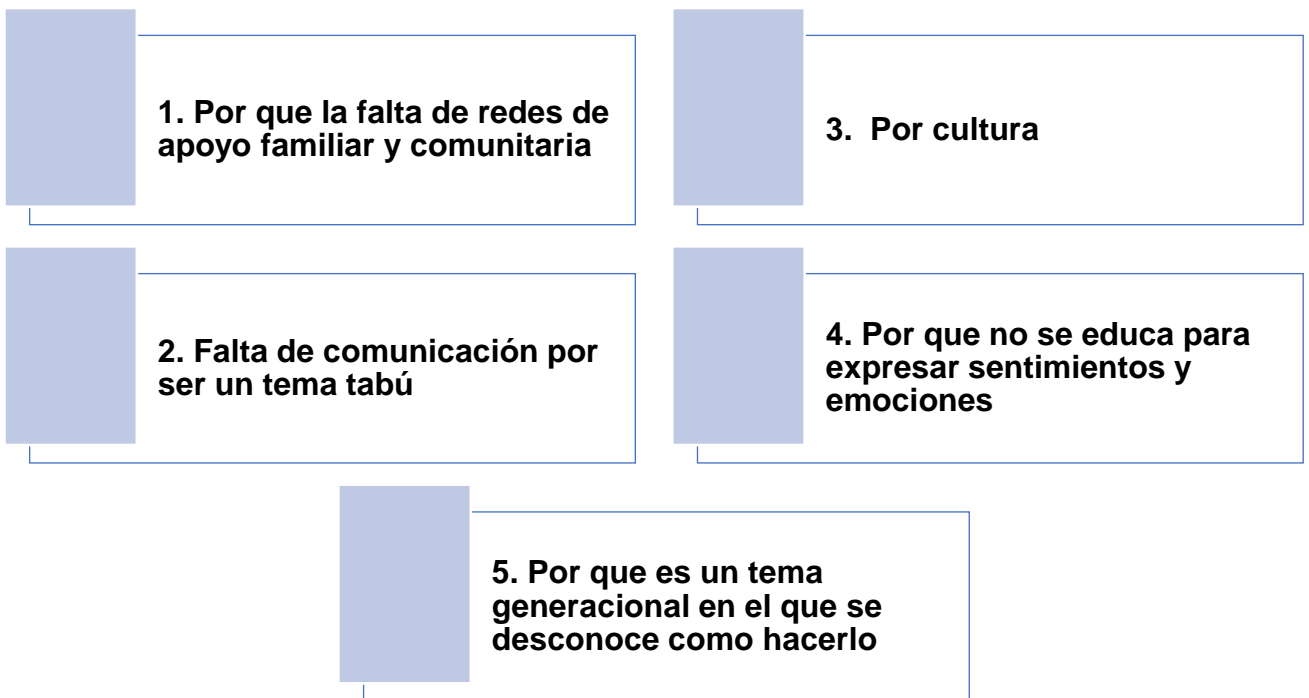 1. Por que la falta de redes de
apoyo familiar y comunitaria
2. Falta de comunicación por
ser un tema tabú
3. Por cultura
4. Por que no se educa para
expresar sentimientos y
emociones
5. Por que es un tema
generacional en el que se
desconoce como hacerlo